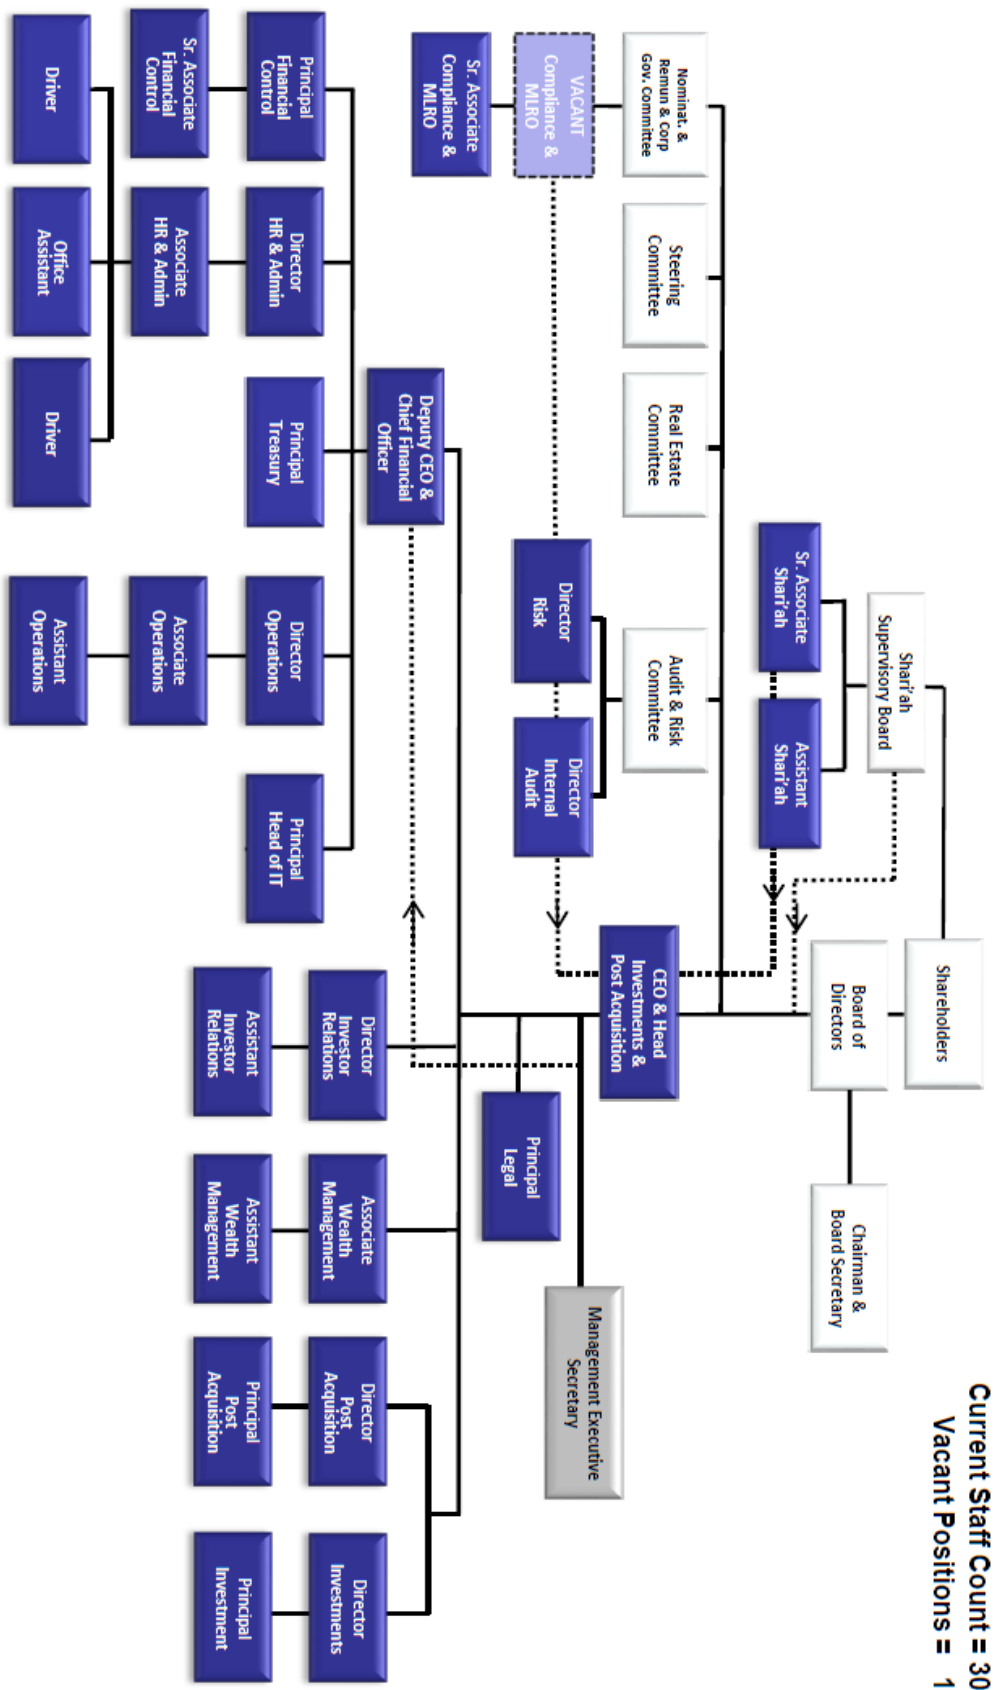 Current Staff Count = 30
Vacant Positions = 1
Shareholders
Shari'ah
Supervisory Board
Board of
Directors
Chairman &
Board Secretary
Sr. Associate
Shari'ah
Assistant
Shari'ah
Nominat. &
Remun & Corp
Gov. Committee
Steering
Committee
Real Estate
Committee
Audit & Risk
Committee
CEO & Head
Investments &
Post Acquisition
Management Executive
Secretary
VACANT
Compliance &
MLRO
Director
Risk
Director
Internal
Audit
Principal
Legal
Sr. Associate
Compliance &
MLRO
Deputy CEO &
Chief Financial
Officer
Principal
Financial
Control
Director
HR & Admin
Principal
Treasury
Director
Operations
Principal
Head of IT
Director
Investor
Relations
Associate
Wealth
Management
Director
Post
Acquisition
Director
Investments
Sr. Associate
Financial
Control
Associate
HR & Admin
Associate
Operations
Assistant
Investor
Relations
Assistant
Wealth
Management
Principal
Post
Acquisition
Principal
Investment
Driver
Office
Assistant
Driver
Assistant
Operations